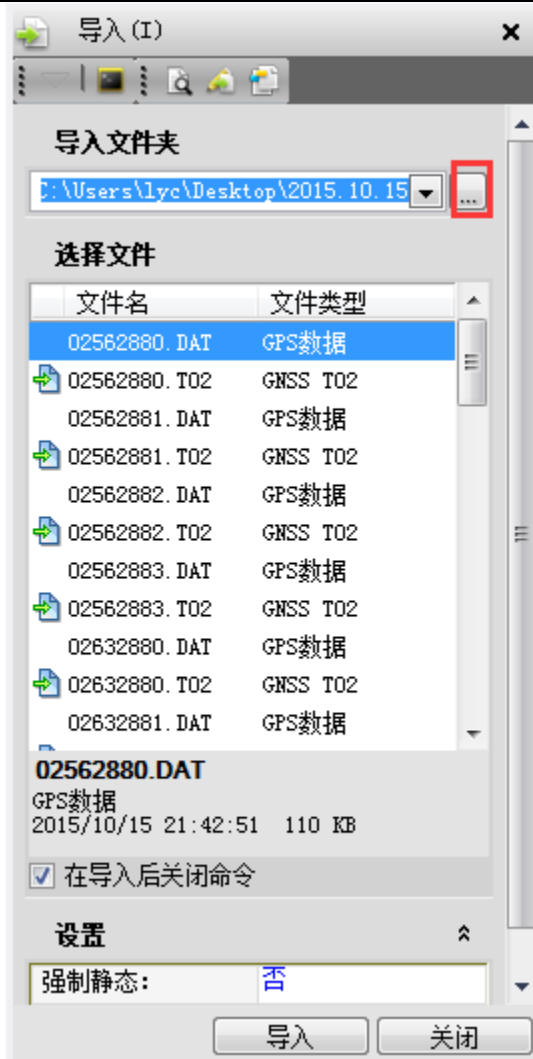 导入(I)
导入文件夹
C:\Users\lyc\Desktop\2015.10.15
...
选择文件
文件名 文件类型
02562880.DAT GPS数据
02562880.T02 GNSS T02
02562881.DAT GPS数据
02562881.T02 GNSS T02
02562882.DAT GPS数据
02562882.T02 GNSS T02
02562883.DAT GPS数据
02562883.T02 GNSS T02
02632880.DAT GPS数据
02632880.T02 GNSS T02
02632881.DAT GPS数据
02562880.DAT
GPS数据
2015/10/15 21:42:51 110 KB
在导入后关闭命令
设置
强制静态: 否
导入 关闭